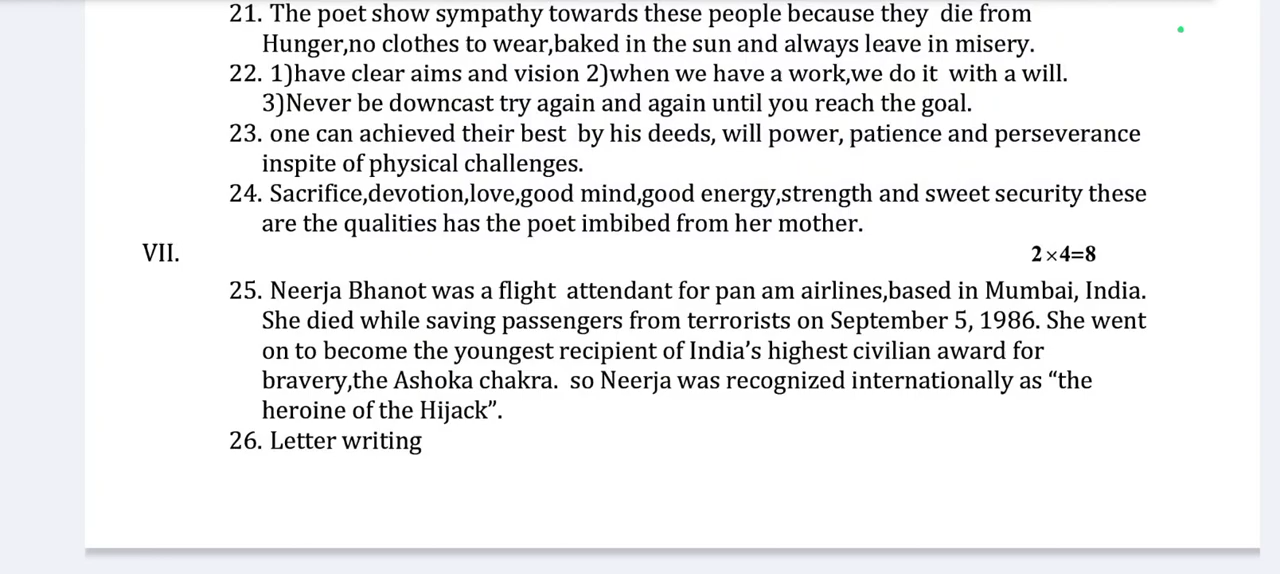 21. The poet show sympathy towards these people because they die from
Hunger,no clothes to wear,baked in the sun and always leave in misery.
22. 1)have clear aims and vision 2)when we have a work,we do it with a will.
3)Never be downcast try again and again until you reach the goal.
23. one can achieved their best by his deeds, will power, patience and perseverance
inspite of physical challenges.
24. Sacrifice,devotion,love,good mind,good energy,strength and sweet security these
are the qualities has the poet imbibed from her mother.
VII. 2×4=8
25. Neerja Bhanot was a flight attendant for pan am airlines,based in Mumbai, India.
She died while saving passengers from terrorists on September 5, 1986. She went
on to become the youngest recipient of India’s highest civilian award for
bravery,the Ashoka chakra. so Neerja was recognized internationally as “the
heroine of the Hijack”.
26. Letter writing